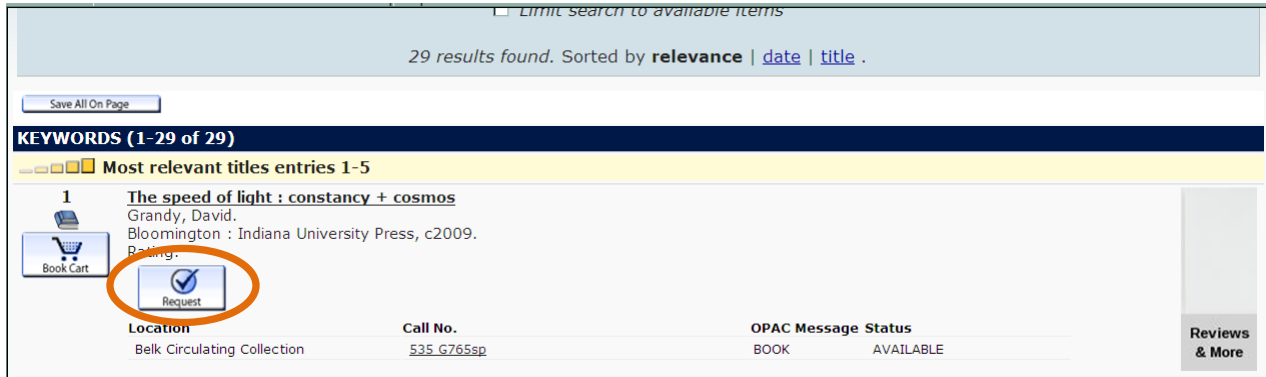 Limit search to available items
29 results found. Sorted by relevance | date | title .
Save All On Page
KEYWORDS (1-29 of 29)
Most relevant titles entries 1-5
1
The speed of light : constancy + cosmos
Grandy, David.
Bloomington : Indiana University Press, c2009.
Rating:
Book Cart
Request
Location Call No. OPAC Message Status
Belk Circulating Collection 535 G765sp BOOK AVAILABLE
Reviews
& More